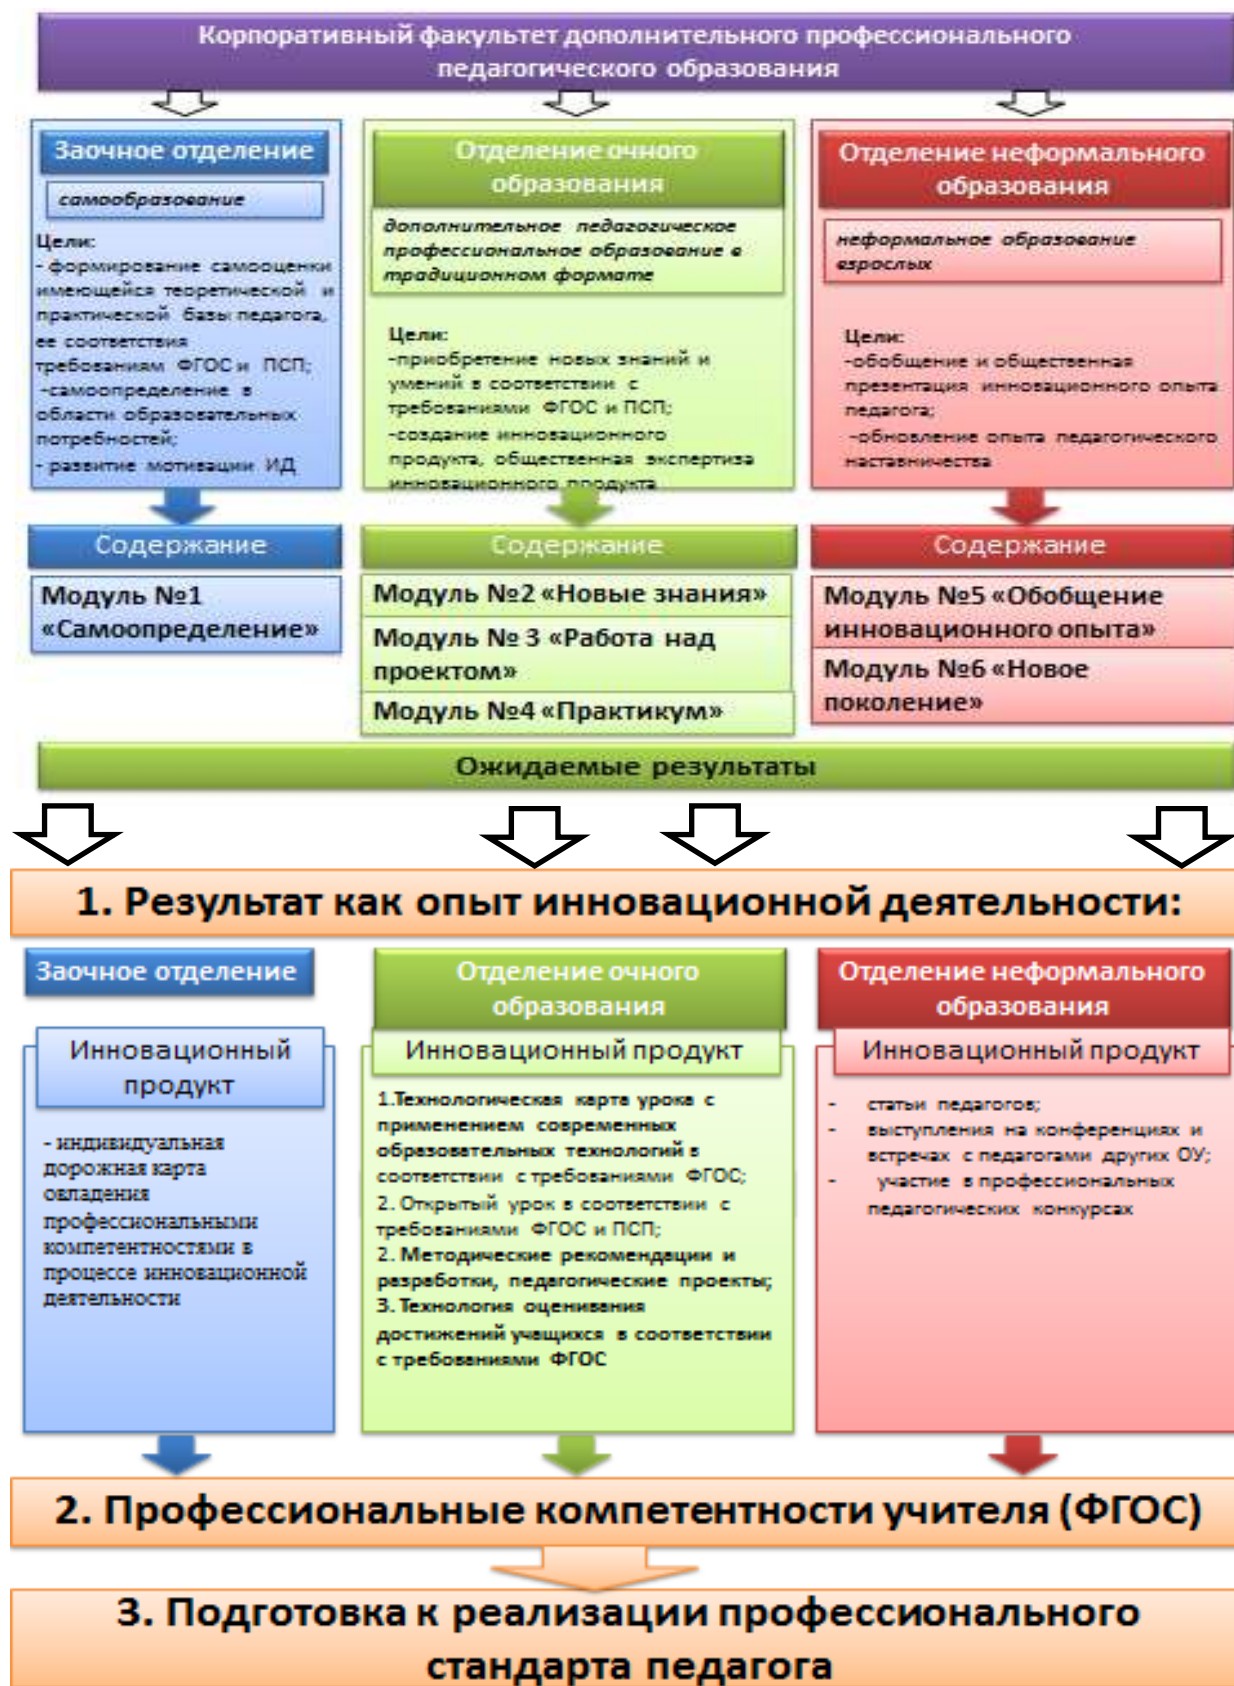 Корпоративный факультет дополнительного профессионального
педагогического образования
Заочное отделение
самообразование
Цели:
- формирование самооценки
имеющейся теоретической и
практической базы педагога,
ее соответствия
требованиям ФГОС и ПСП;
-самоопределение в
области образовательных
потребностей;
- развитие мотивации ИД
Отделение очного
образования
дополнительное педагогическое
профессиональное образование в
традиционном формате
Цели:
-приобретение новых знаний и
умений в соответствии с
требованиями ФГОС и ПСП;
-создание инновационного
продукта, общественная экспертиза
инновационного продукта
Отделение неформального
образования
неформальное образование
взрослых
Цели:
-обобщение и общественная
презентация инновационного опыта
педагога;
-обновление опыта педагогического
наставничества
Содержание
Модуль №1
«Самоопределение»
Содержание
Модуль №2 «Новые знания»
Модуль № 3 «Работа над
проектом»
Модуль №4 «Практикум»
Содержание
Модуль №5 «Обобщение
инновационного опыта»
Модуль №6 «Новое
поколение»
Ожидаемые результаты
1. Результат как опыт инновационной деятельности:
Заочное отделение
Инновационный
продукт
- индивидуальная
дорожная карта
овладения
профессиональными
компетентностями в
процессе инновационной
деятельности
Отделение очного
образования
Инновационный продукт
1.Технологическая карта урока с
применением современных
образовательных технологий в
соответствии с требованиями ФГОС;
2. Открытый урок в соответствии с
требованиями ФГОС и ПСП;
2. Методические рекомендации и
разработки, педагогические проекты;
3. Технология оценивания
достижений учащихся в соответствии
с требованиями ФГОС
Отделение неформального
образования
Инновационный продукт
- статьи педагогов;
- выступления на конференциях и
встречах с педагогами других ОУ;
- участие в профессиональных
педагогических конкурсах
2. Профессиональные компетентности учителя (ФГОС)
3. Подготовка к реализации профессионального
стандарта педагога